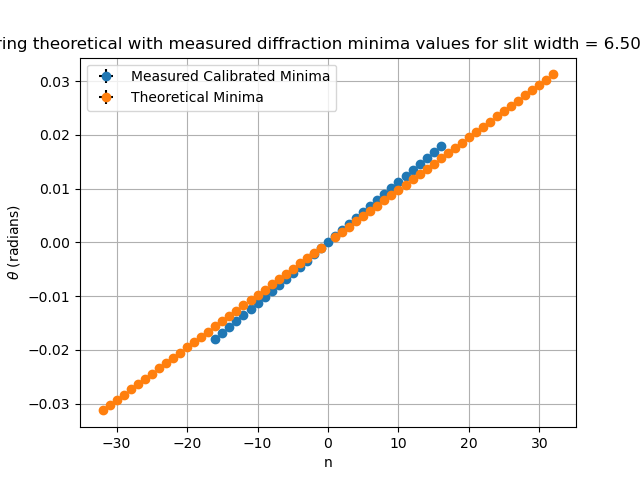 theoretical with measured diffraction minima values for slit width = 6.50
Measured Calibrated Minima
Theoretical Minima
0.03
0.02
0.01
0.00
−0.01
−0.02
−0.03
θ (radians)
−30
−20
−10
0
10
20
30
n